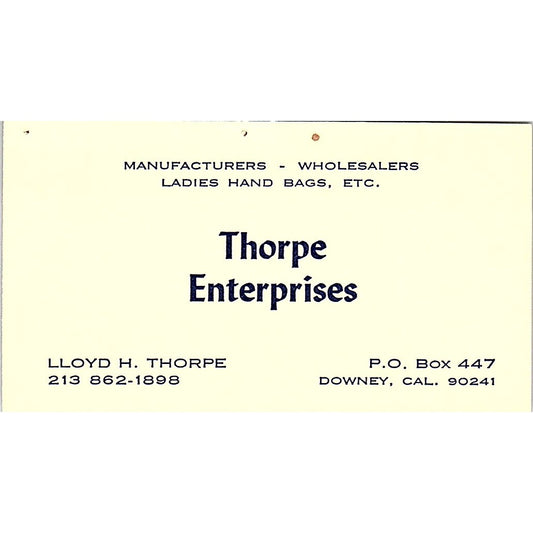 MANUFACTURERS - WHOLESALERS
LADIES HAND BAGS, ETC.
Thorpe
Enterprises
LLOYD H. THORPE
213 862-1898
P.O. BOX 447
DOWNEY, CAL. 90241